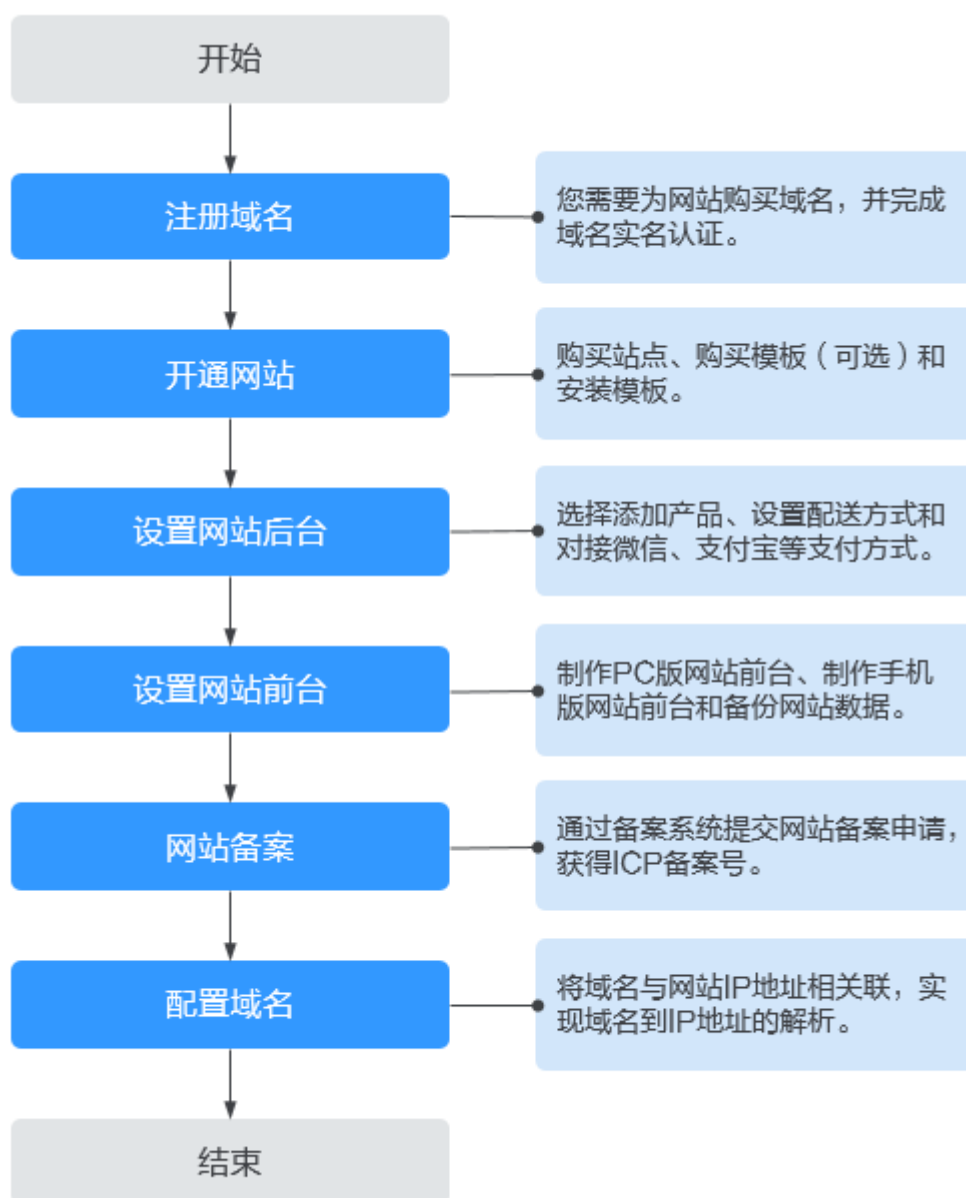 开始
注册域名
您需要为网站购买域名，并完成
域名实名认证。
开通网站
购买站点、购买模板（可选）和
安装模板。
设置网站后台
选择添加产品、设置配送方式和
对接微信、支付宝等支付方式。
设置网站前台
制作PC版网站前台、制作手机
版网站前台和备份网站数据。
网站备案
通过备案系统提交网站备案申请，
获得ICP备案号。
配置域名
将域名与网站IP地址相关联，实
现域名到IP地址的解析。
结束